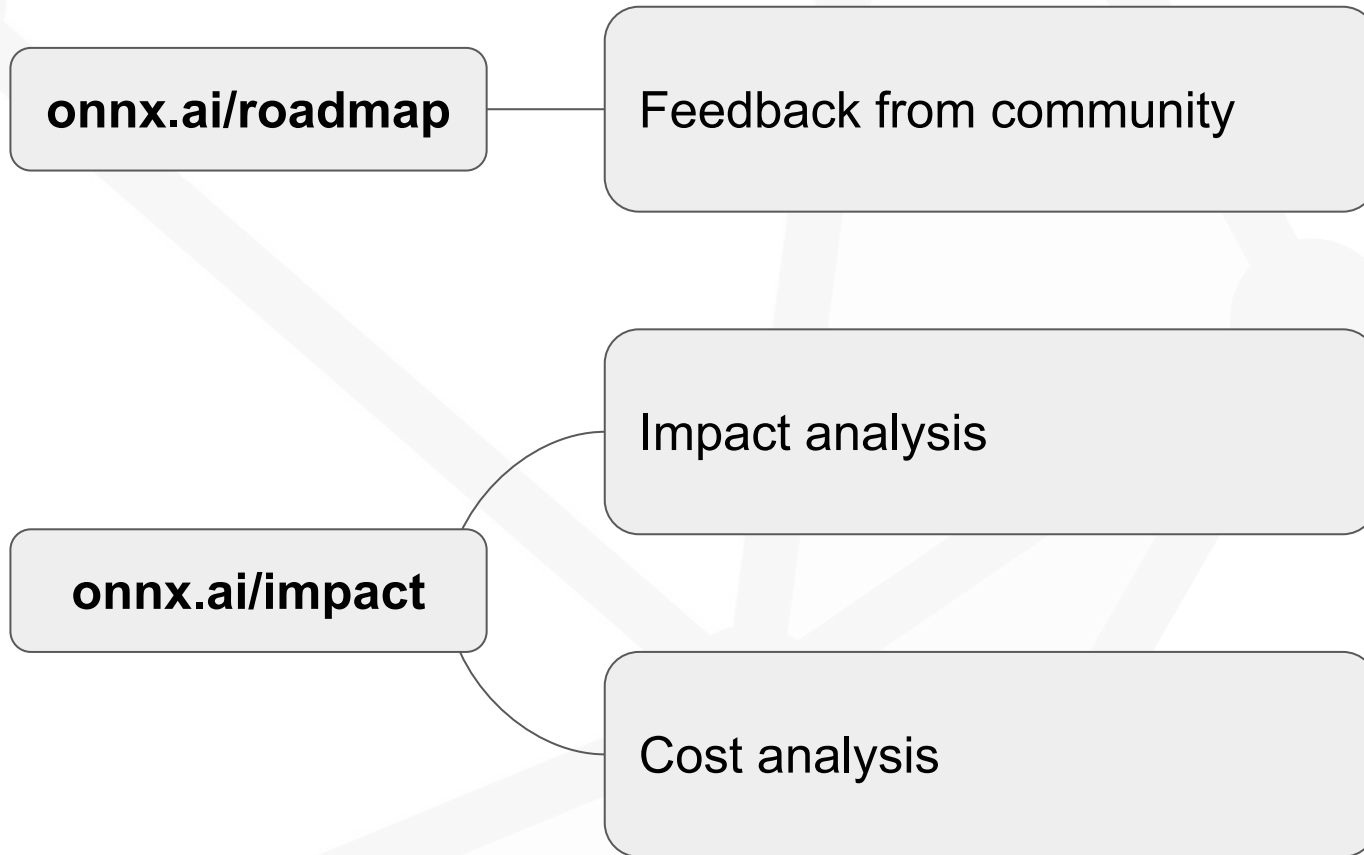 onnx.ai/roadmap
Feedback from community
Impact analysis
onnx.ai/impact
Cost analysis